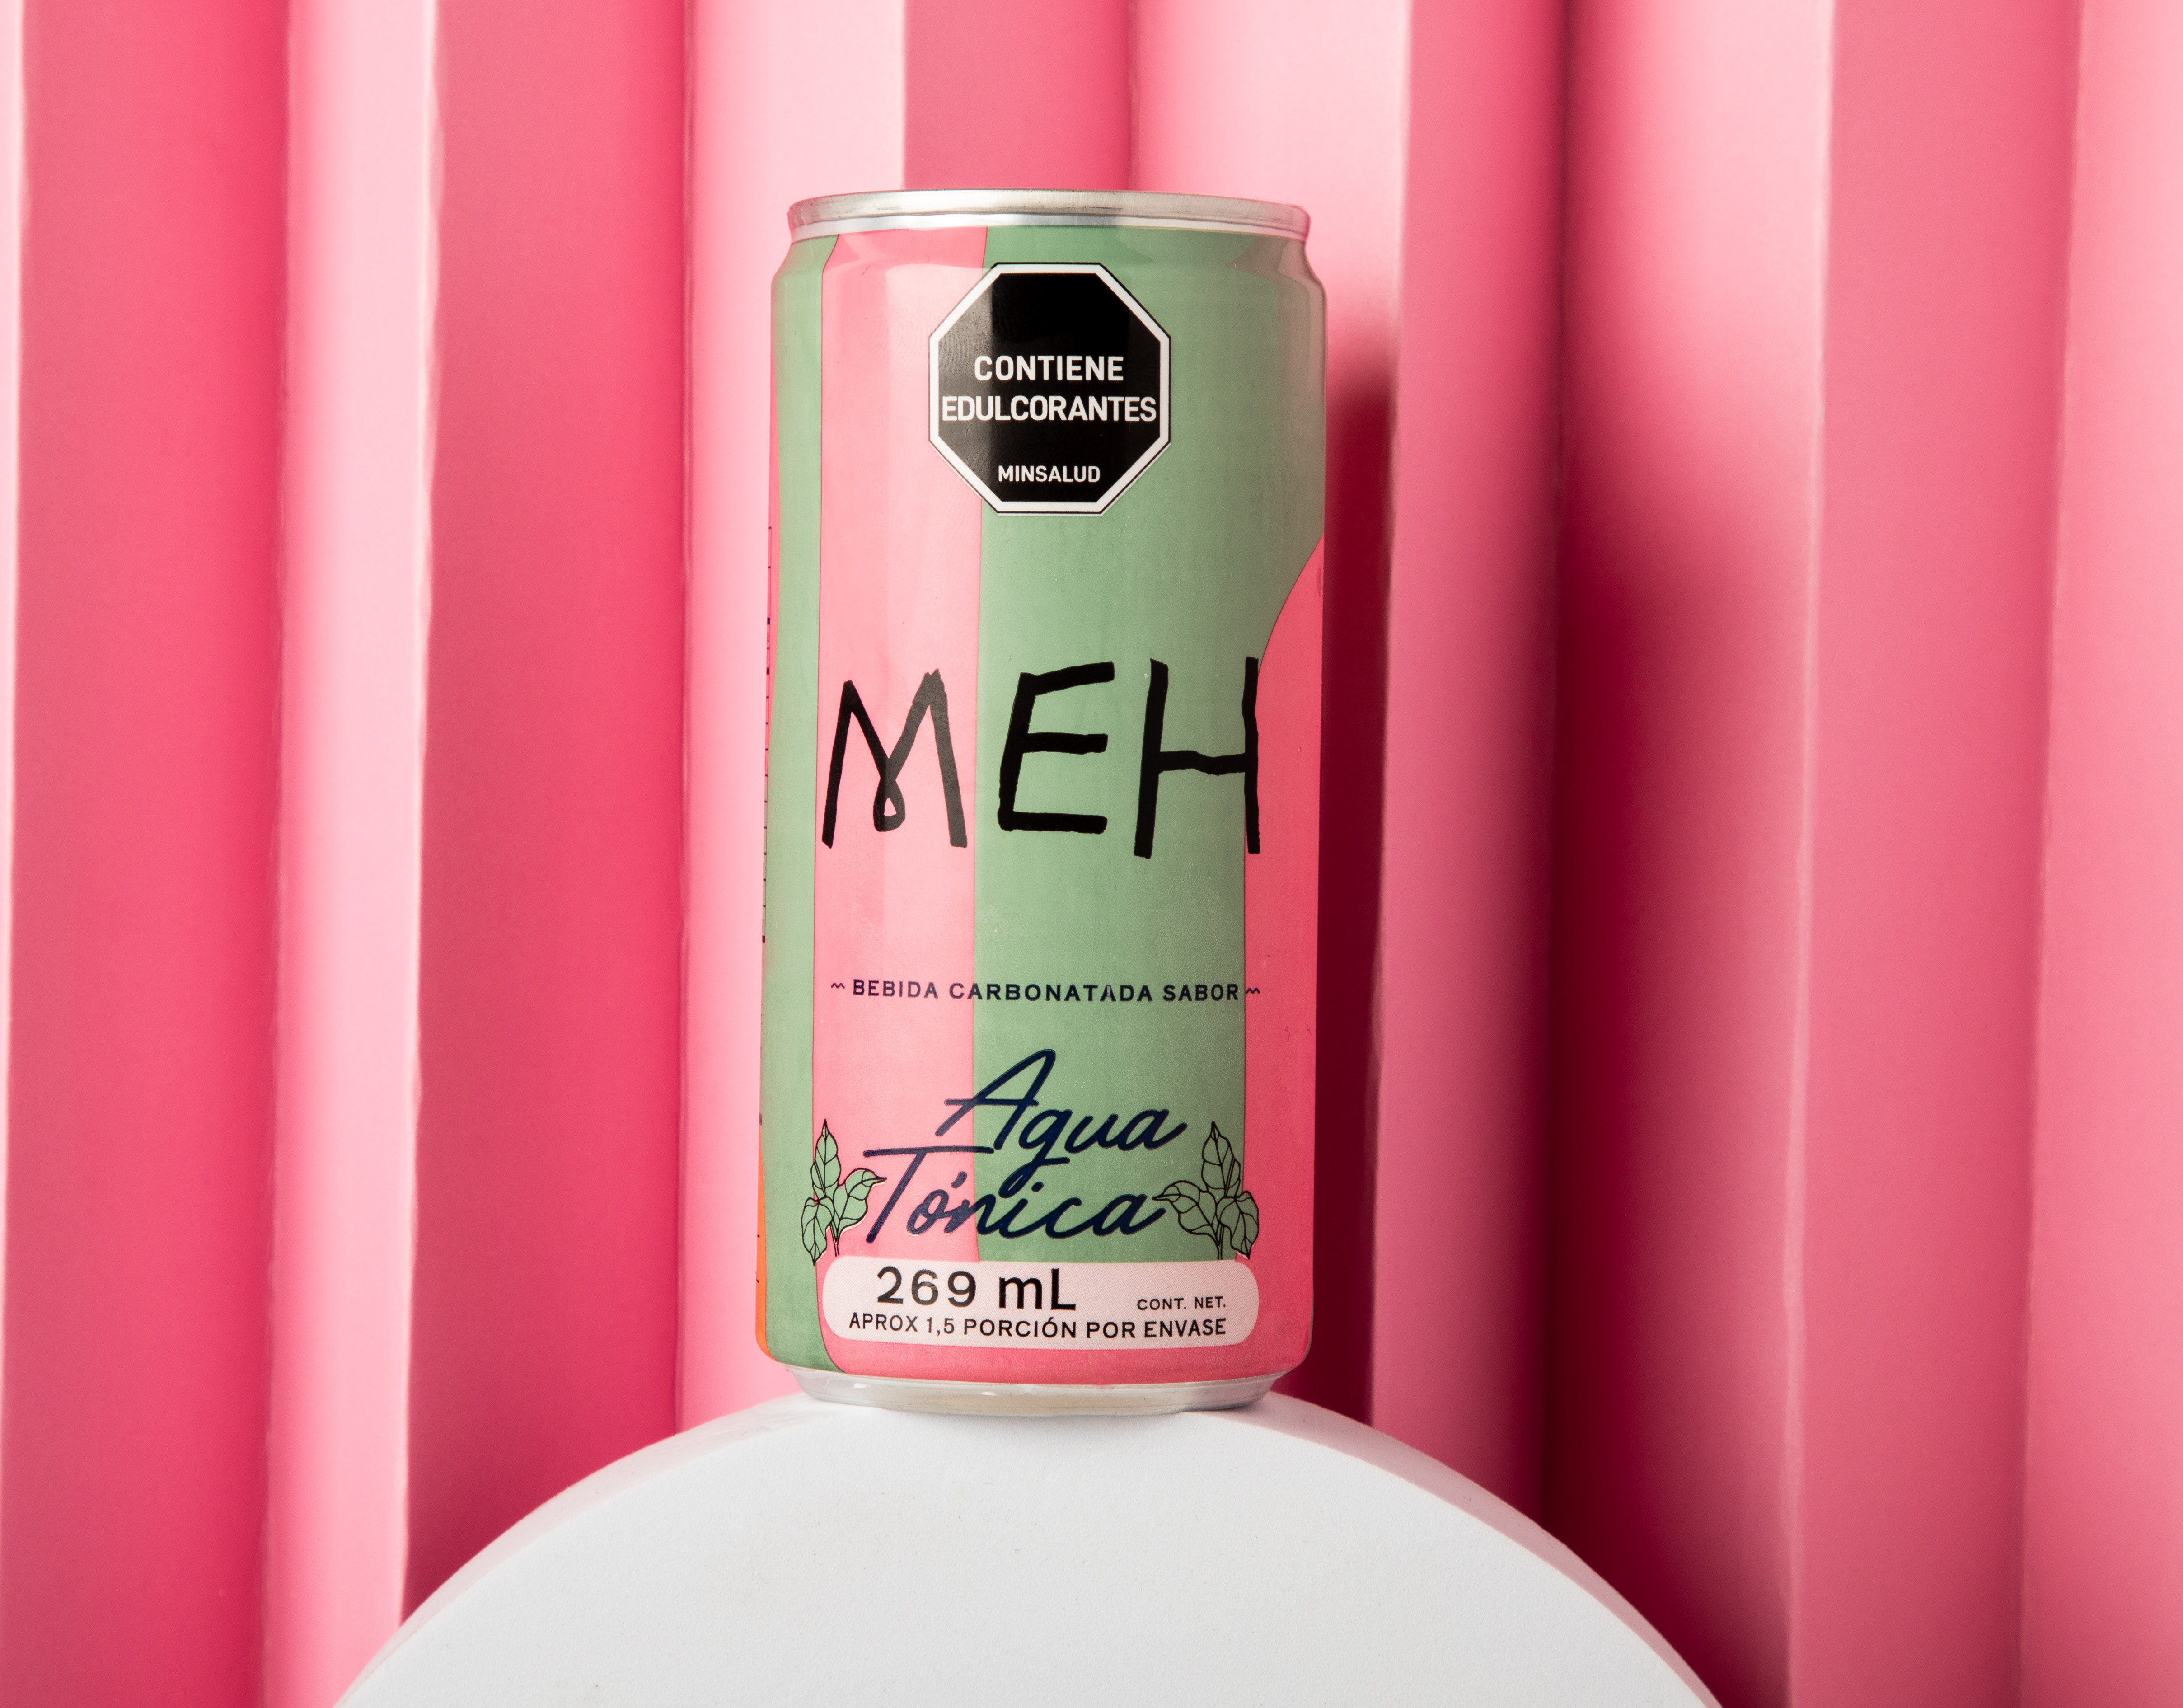 CONTIENE
EDULCORANTES
MINSALUD
MEH
BEBIDA CARBONATADA SABOR
Agua
Tónica
269 mL CONT. NET.
APROX 1,5 PORCIÓN POR ENVASE